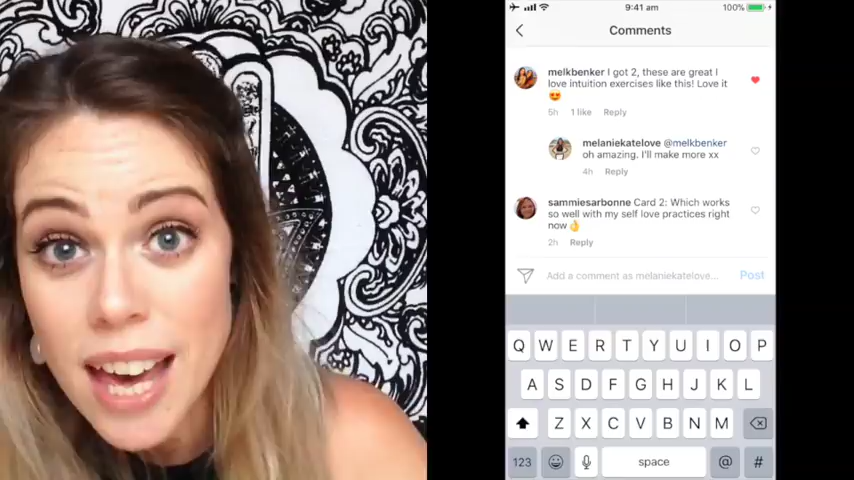 9:41 am
100%
Comments
melkbenker I got 2, these are great I
love intuition exercises like this! Love it
😍
5h 1 like Reply
melaniekatelove @melkbenker
oh amazing. I'll make more xx
4h Reply
sammiesarbonne Card 2: Which works
so well with my self love practices right
now👌
2h Reply
Add a comment as melaniekatelove...
Post
Q W E R T Y U I O P
A S D F G H J K L
Z X C V B N M
123 space @ #